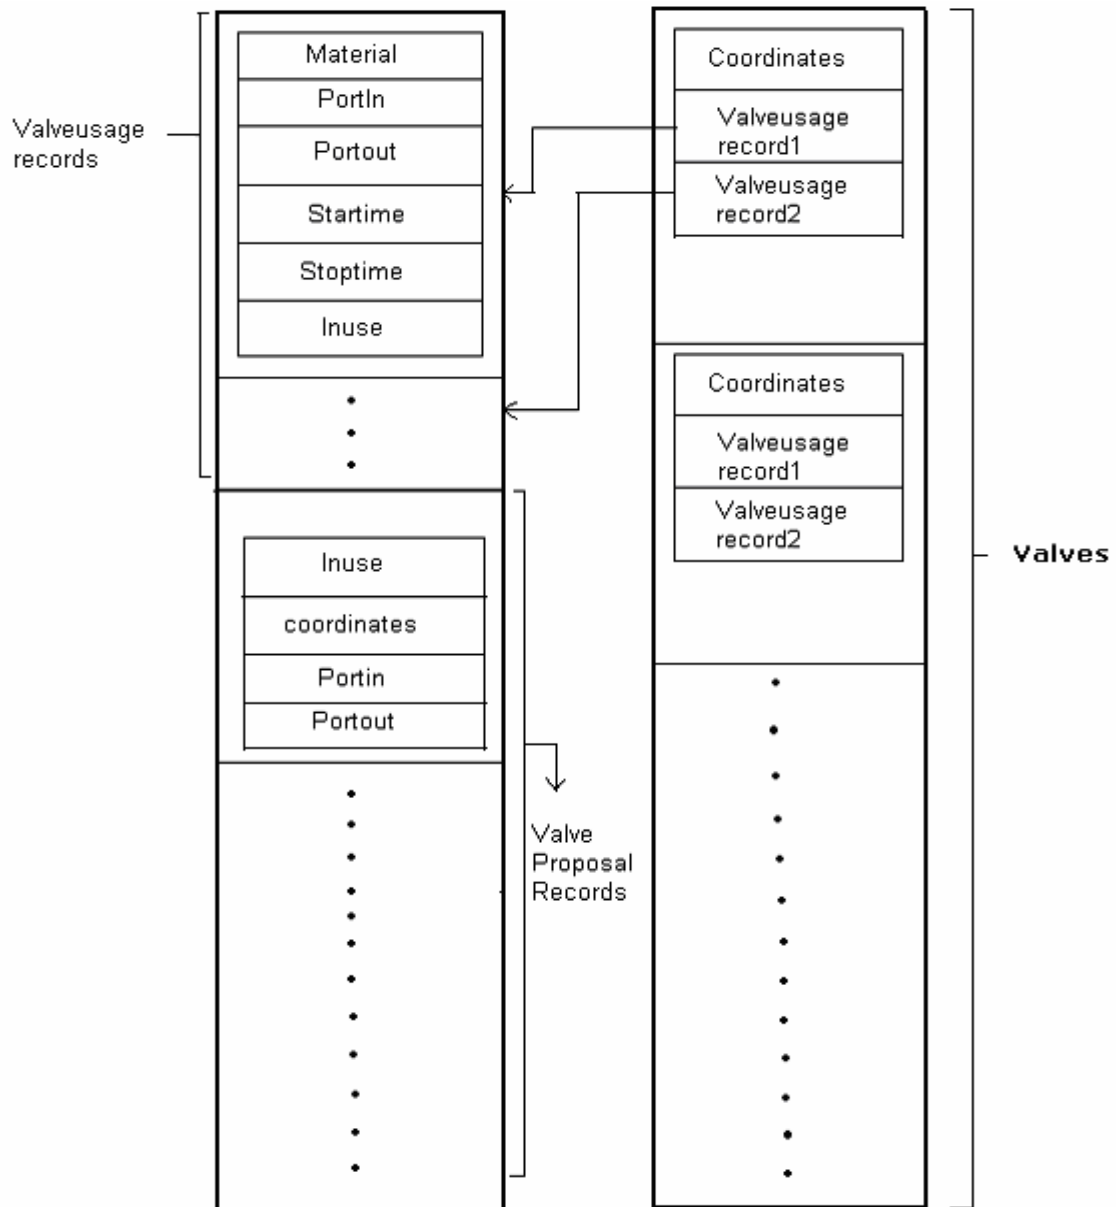 Valveusage
records
Material
PortIn
Portout
Startime
Stoptime
Inuse
Inuse
coordinates
Portin
Portout
Valve
Proposal
Records
Coordinates
Valveusage
record1
Valveusage
record2
Coordinates
Valveusage
record1
Valveusage
record2
Valves